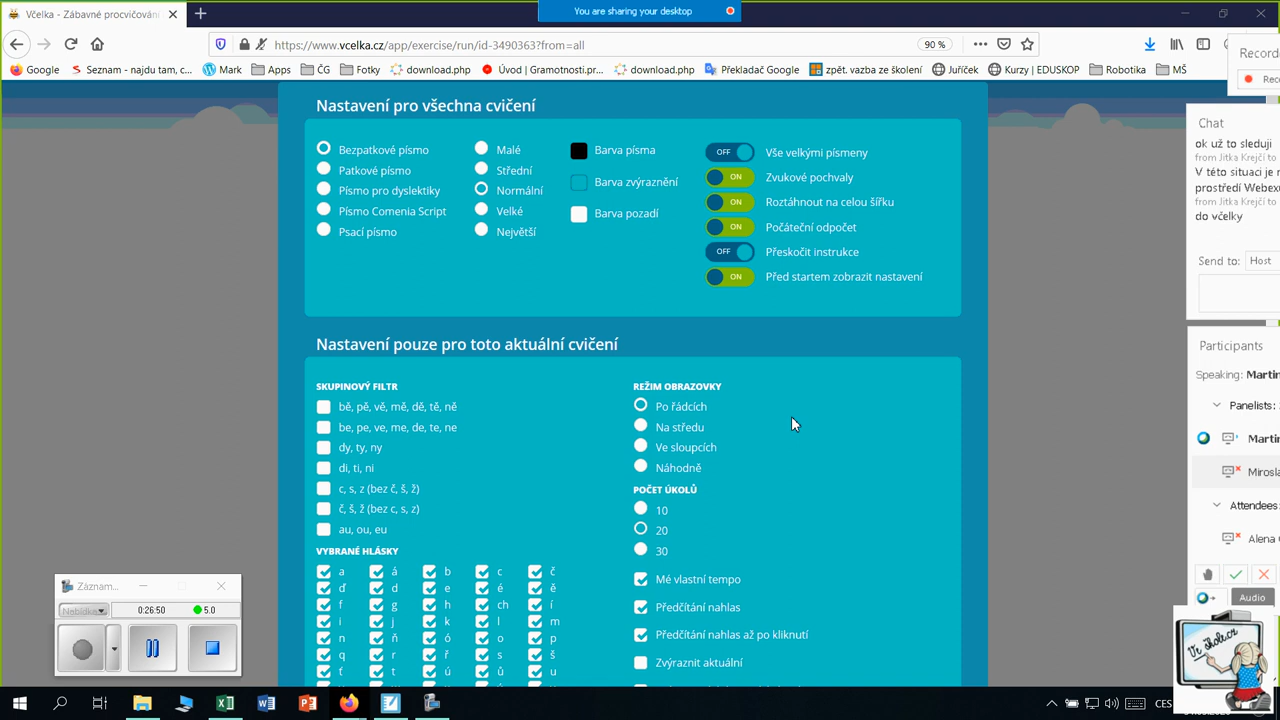 You are sharing your desktop
Včelka - Zábavné procvičování
https://www.vcelka.cz/app/exercise/run/id-3490363?from=all
90 %
Google
Seznam - najdu tam, c...
Mark
Apps
ČG
Fotky
download.php
Úvod | Gramotnosti.pr...
download.php
Překladač Google
zpět. vazba ze školení
Juříček
Kurzy | EDUSKOP
Robotika
MŠ
Nastavení pro všechna cvičení
Bezpatkové písmo
Patkové písmo
Písmo pro dyslektiky
Písmo Comenia Script
Psací písmo
Malé
Střední
Normální
Velké
Největší
Barva písma
Barva zvýraznění
Barva pozadí
OFF Vše velkými písmeny
ON Zvukové pochvaly
ON Roztáhnout na celou šířku
ON Počáteční odpočet
OFF Přeskočit instrukce
ON Před startem zobrazit nastavení
Nastavení pouze pro toto aktuální cvičení
SKUPINOVÝ FILTR
bě, pě, vě, mě, dě, tě, ně
be, pe, ve, me, de, te, ne
dy, ty, ny
di, ti, ni
c, s, z (bez č, š, ž)
č, š, ž (bez c, s, z)
au, ou, eu
VYBRANÉ HLÁSKY
a á b c č
ď d e é ě
f g h ch í
i j k l m
n ň ó o p
q r ř s š
ť t ú ů u
REŽIM OBRAZOVKY
Po řádcích
Na středu
Ve sloupcích
Náhodně
POČET ÚKOLŮ
10
20
30
Mé vlastní tempo
Předčítání nahlas
Předčítání nahlas až po kliknutí
Zvýraznit aktuální
Záznam...
Nabídka
0:26:50
5.0
Chat
ok už to sleduji
from Jitka Krejčí to
V této situaci je n
prostředí Webex
from Jitka Krejčí to
do včelky
Send to: Host
Participants
Speaking: Martin
Panelists:
Martin
Mirosla
Attendees:
Alena
Audio
Ve škole.cz
CES